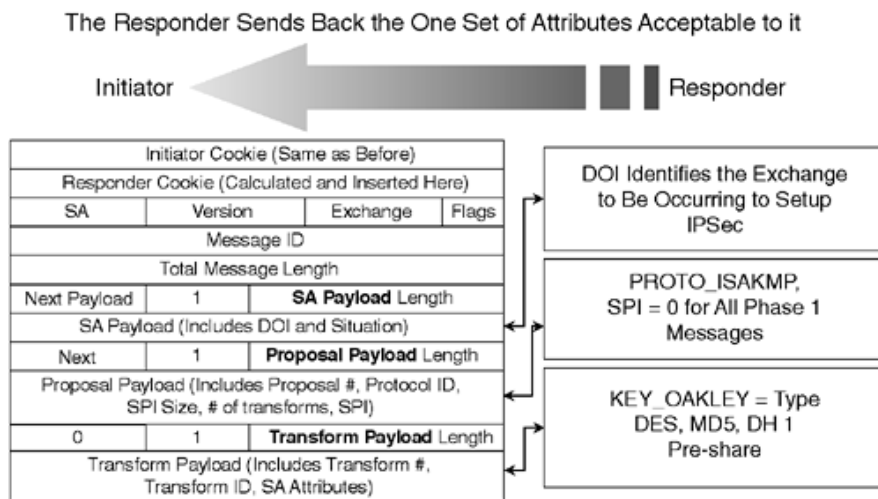 The Responder Sends Back the One Set of Attributes Acceptable to it
Initiator
Responder
Initiator Cookie (Same as Before)
Responder Cookie (Calculated and Inserted Here)
SA Version Exchange Flags
Message ID
Total Message Length
Next Payload 1 SA Payload Length
SA Payload (Includes DOI and Situation)
Next 1 Proposal Payload Length
Proposal Payload (Includes Proposal #, Protocol ID,
SPI Size, # of transforms, SPI)
0 1 Transform Payload Length
Transform Payload (Includes Transform #,
Transform ID, SA Attributes)
DOI Identifies the Exchange
to Be Occurring to Setup
IPSec
PROTO_ISAKMP,
SPI = 0 for All Phase 1
Messages
KEY_OAKLEY = Type
DES, MD5, DH 1
Pre-share